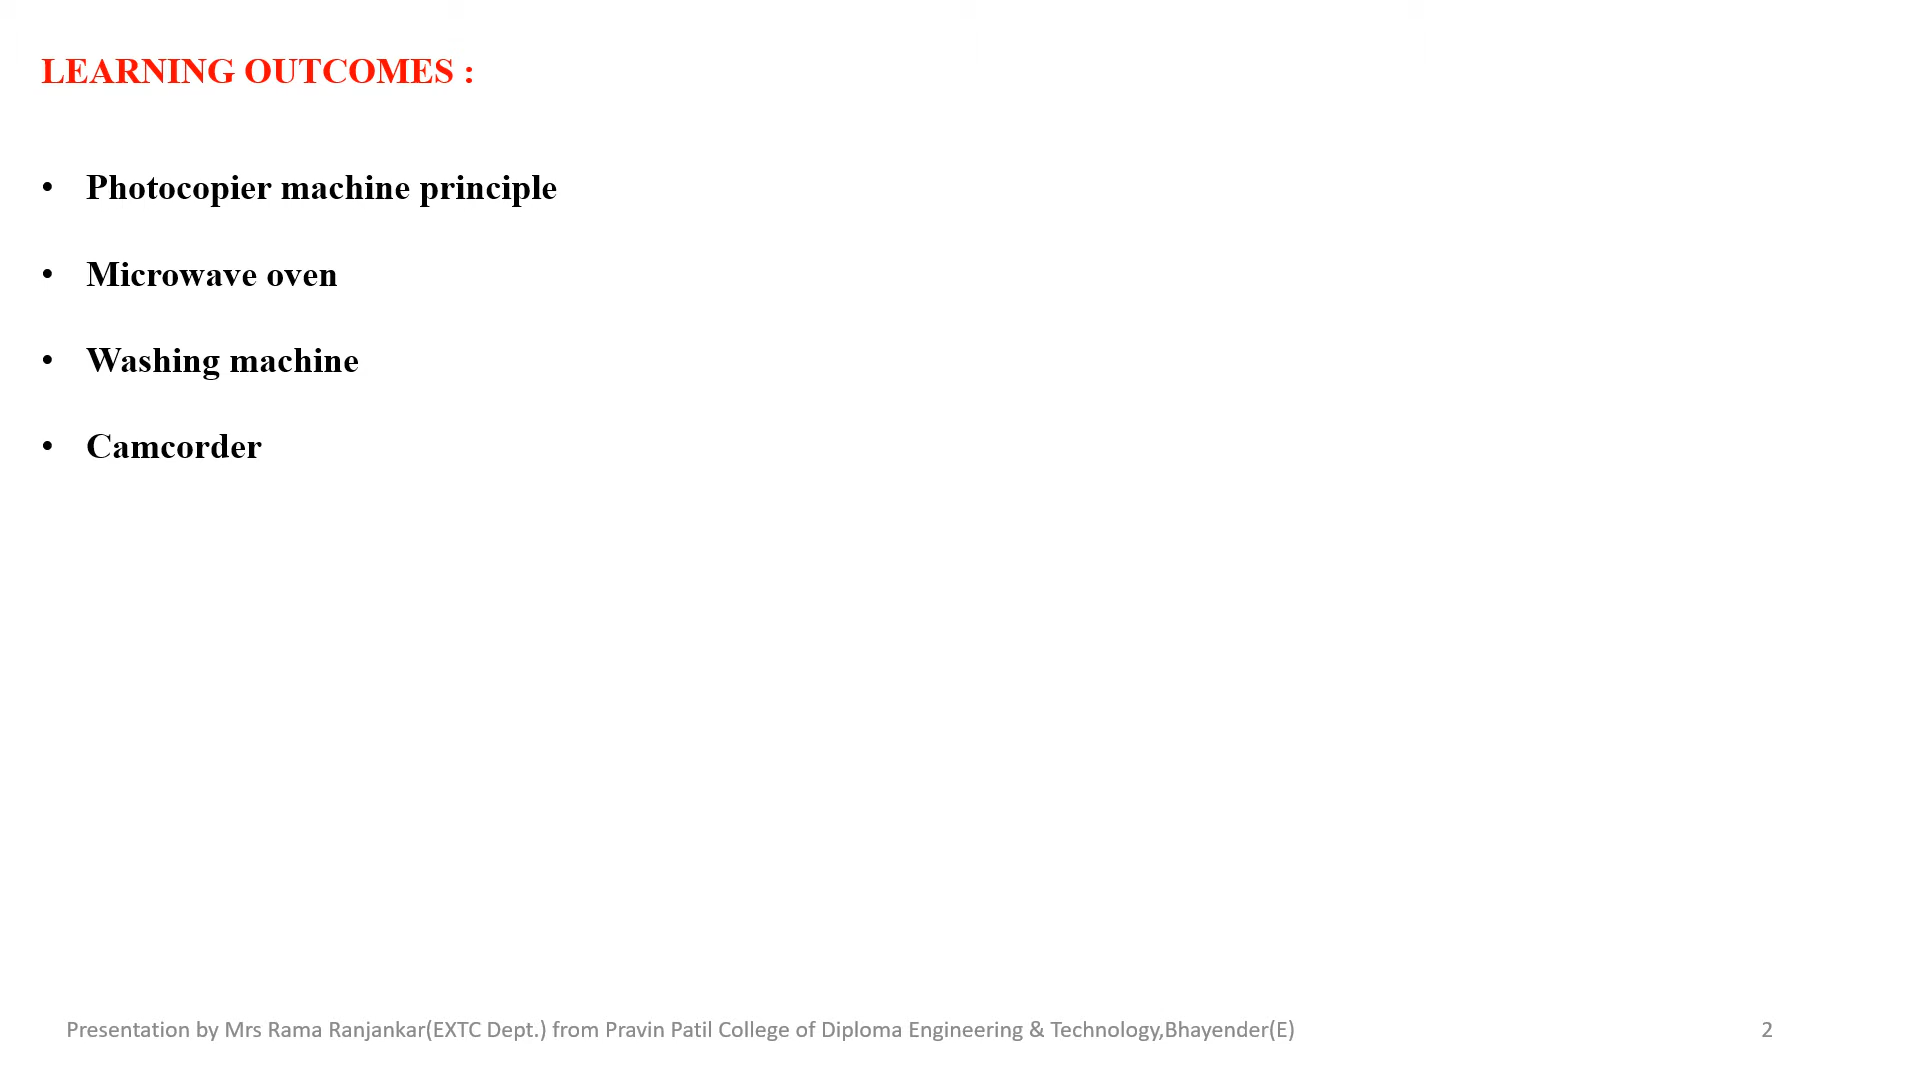 LEARNING OUTCOMES :
• Photocopier machine principle
• Microwave oven
• Washing machine
• Camcorder
Presentation by Mrs Rama Ranjankar(EXTC Dept.) from Pravin Patil College of Diploma Engineering & Technology,Bhayender(E)
2